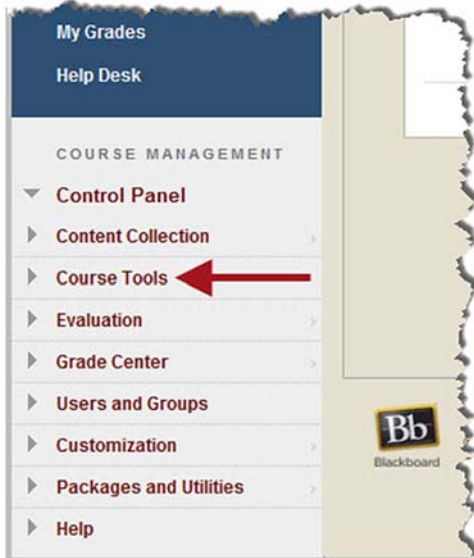 My Grades
Help Desk
COURSE MANAGEMENT
Control Panel
Content Collection
Course Tools
Evaluation
Grade Center
Users and Groups
Customization
Packages and Utilities
Help
Bb
Blackboard